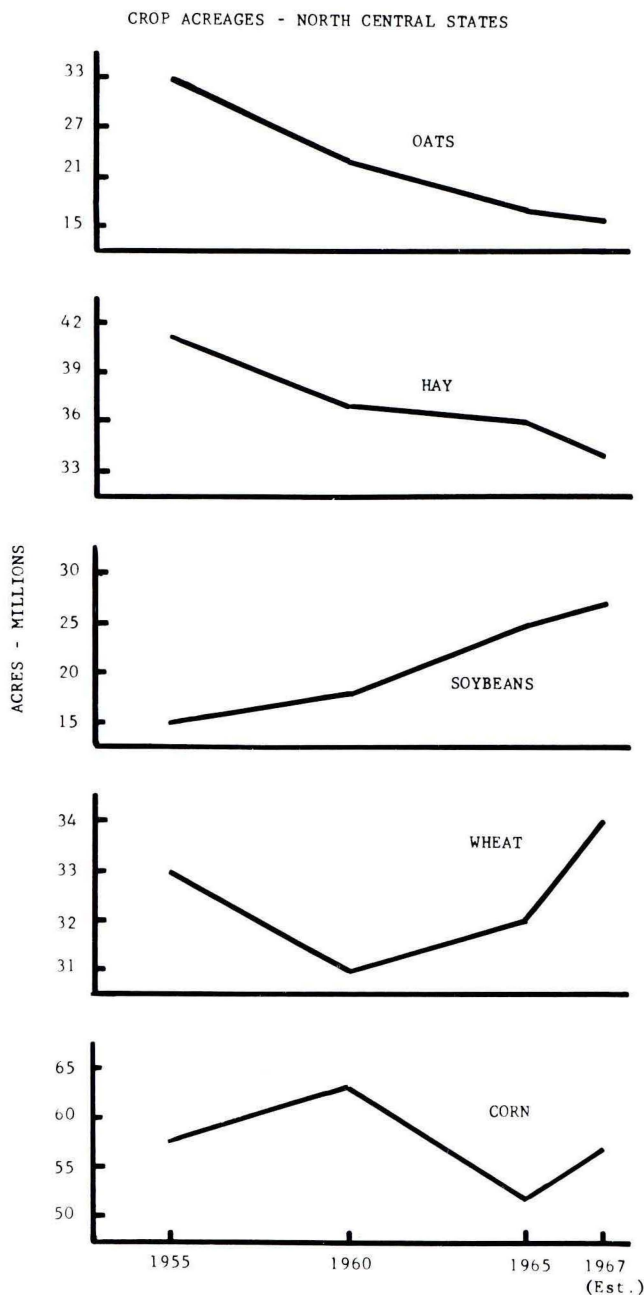 CROP ACREAGES - NORTH CENTRAL STATES
33
27
21
15
OATS
42
39
36
33
HAY
ACRES - MILLIONS
30
25
20
15
SOYBEANS
34
33
32
31
WHEAT
65
60
55
50
CORN
1955 1960 1965 1967
(Est.)